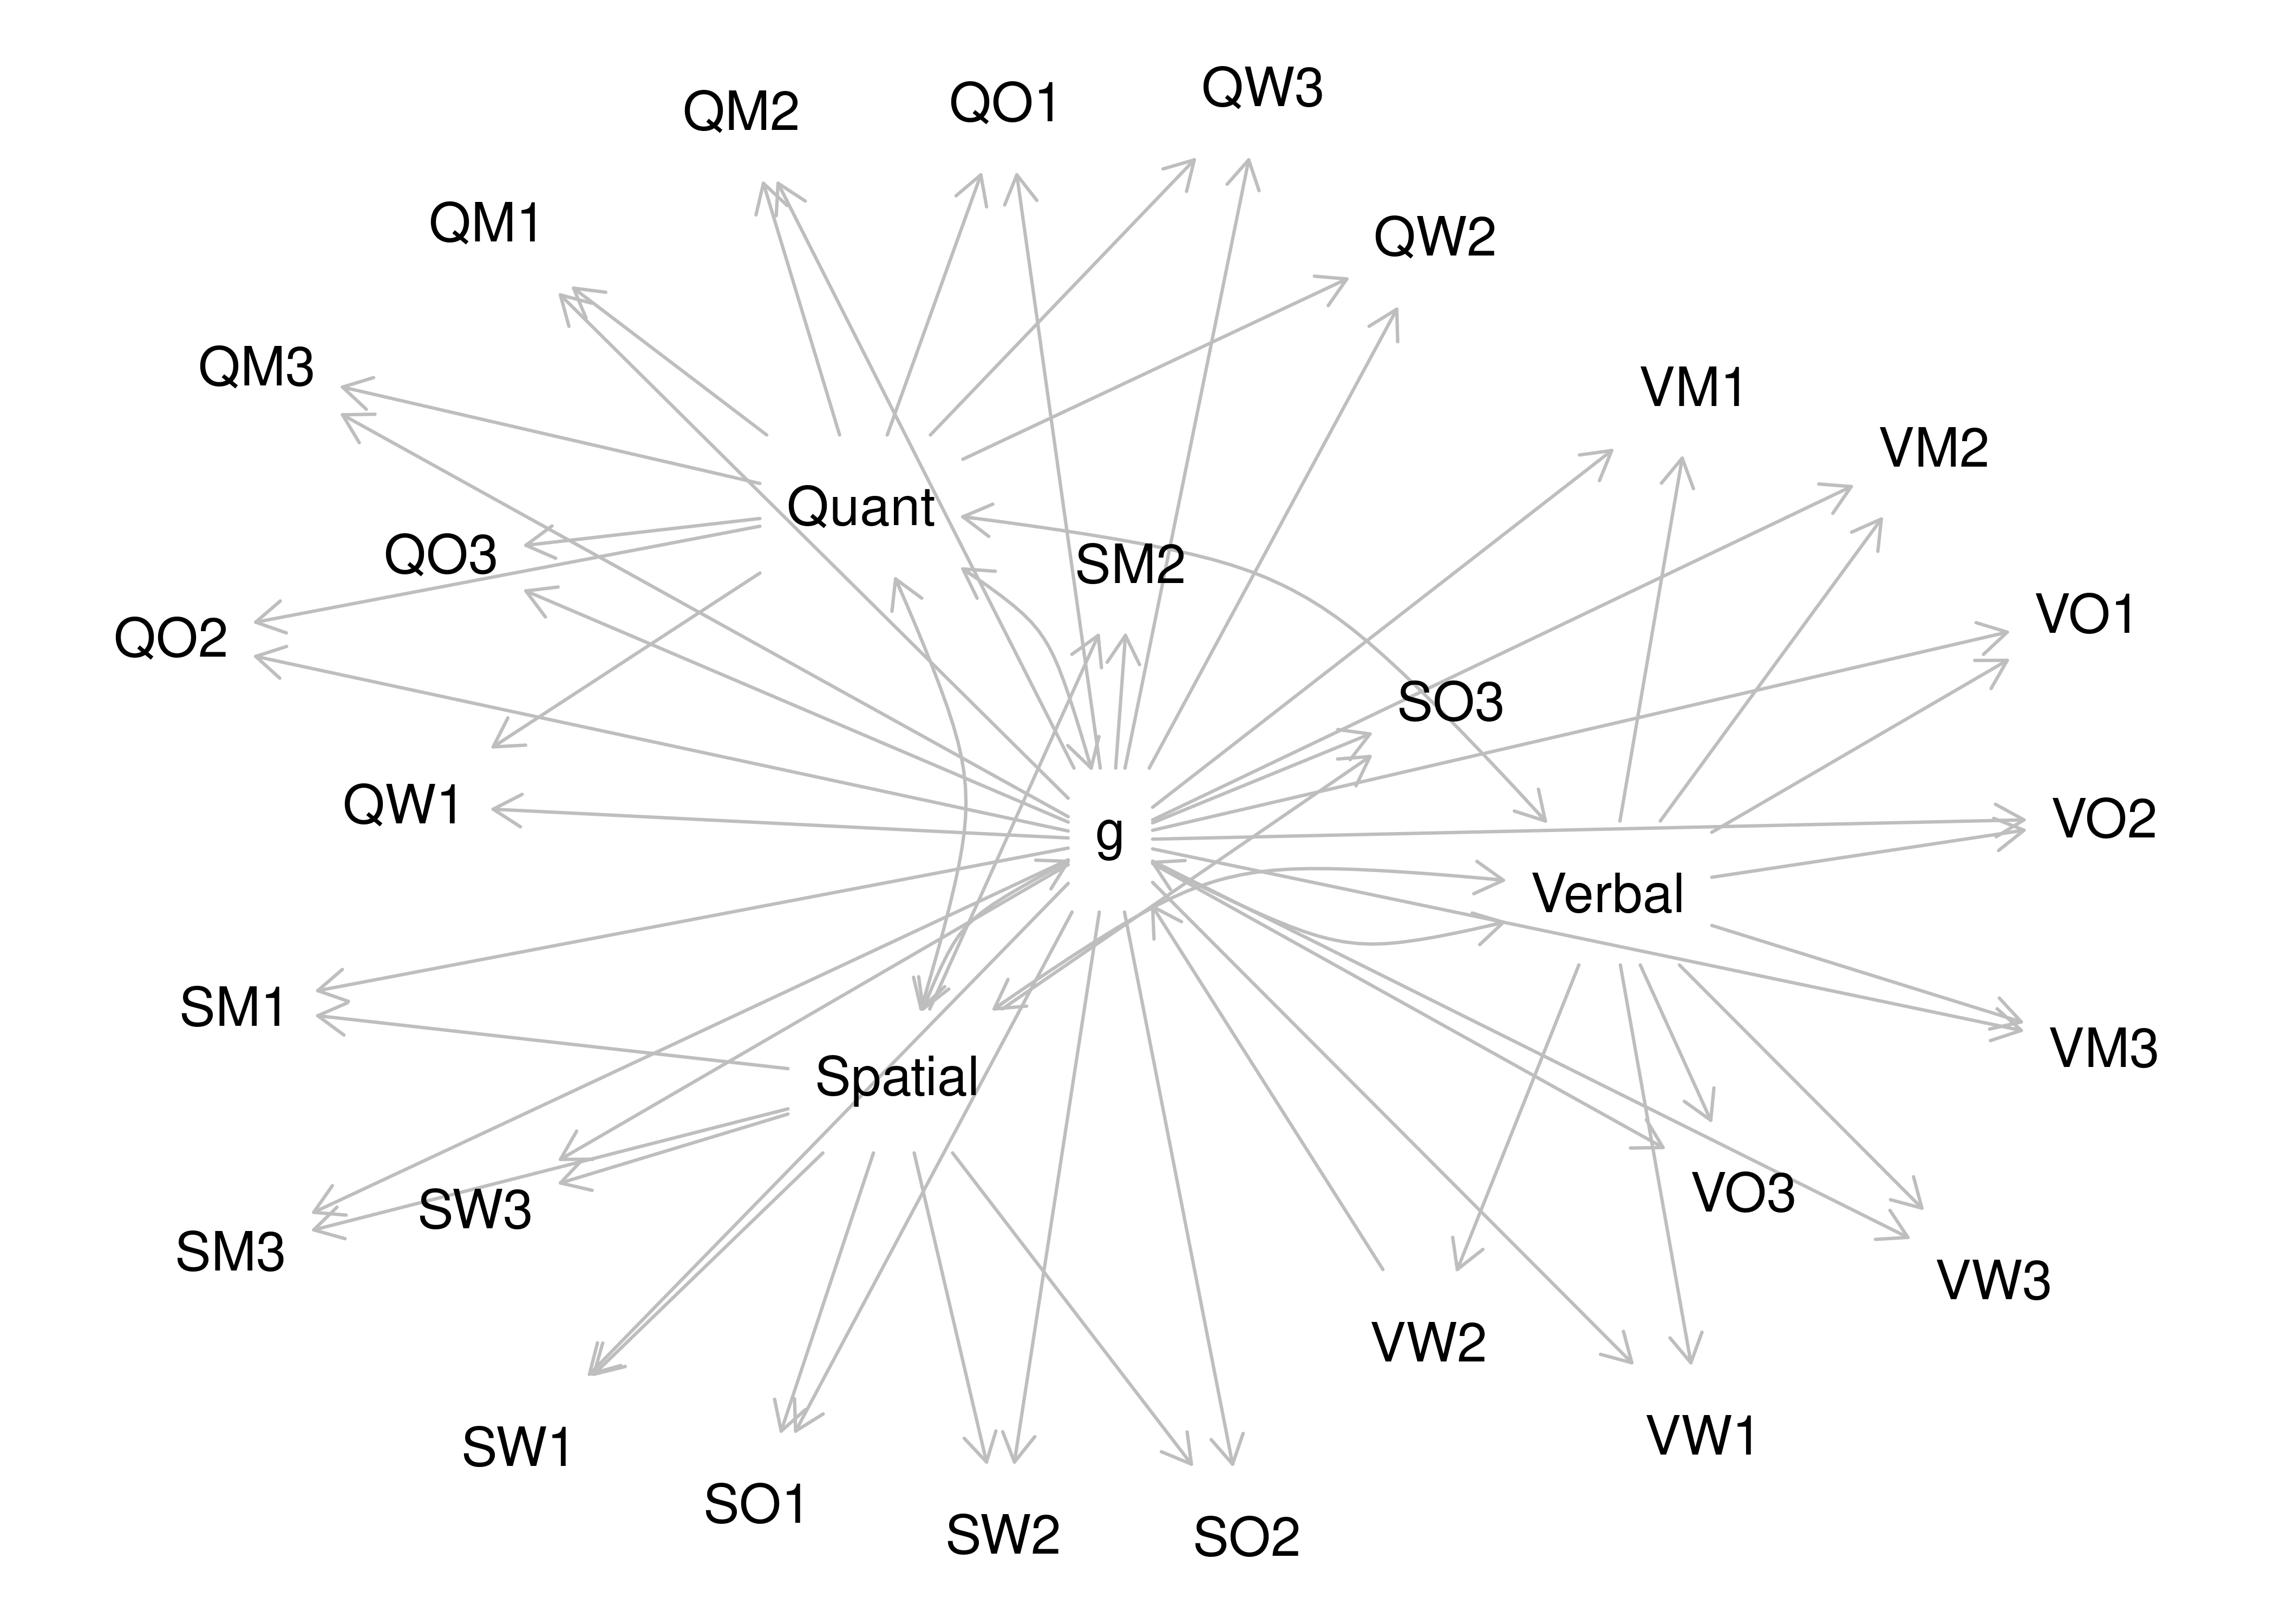 QW3
QO1
QM2
QM1
QW2
QM3
VM1
VM2
Quant
QO3
SM2
VO1
QO2
SO3
QW1
VO2
g
Verbal
SM1
VM3
Spatial
VO3
SW3
SM3
VW3
VW2
VW1
SW1
SO1
SW2
SO2